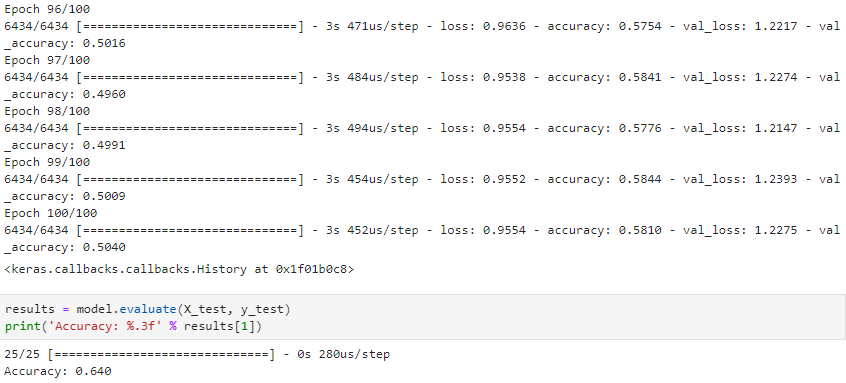 Epoch 96/100
6434/6434 [==============================] - 3s 471us/step - loss: 0.9636 - accuracy: 0.5754 - val_loss: 1.2217 - val
_accuracy: 0.5016
Epoch 97/100
6434/6434 [==============================] - 3s 484us/step - loss: 0.9538 - accuracy: 0.5841 - val_loss: 1.2274 - val
_accuracy: 0.4960
Epoch 98/100
6434/6434 [==============================] - 3s 494us/step - loss: 0.9554 - accuracy: 0.5776 - val_loss: 1.2147 - val
_accuracy: 0.4991
Epoch 99/100
6434/6434 [==============================] - 3s 454us/step - loss: 0.9552 - accuracy: 0.5844 - val_loss: 1.2393 - val
_accuracy: 0.5009
Epoch 100/100
6434/6434 [==============================] - 3s 452us/step - loss: 0.9554 - accuracy: 0.5810 - val_loss: 1.2275 - val
_accuracy: 0.5040
<keras.callbacks.callbacks.History at 0x1f01b0c8>
results = model.evaluate(X_test, y_test)
print('Accuracy: %.3f' % results[1])
25/25 [==============================] - 0s 280us/step
Accuracy: 0.640